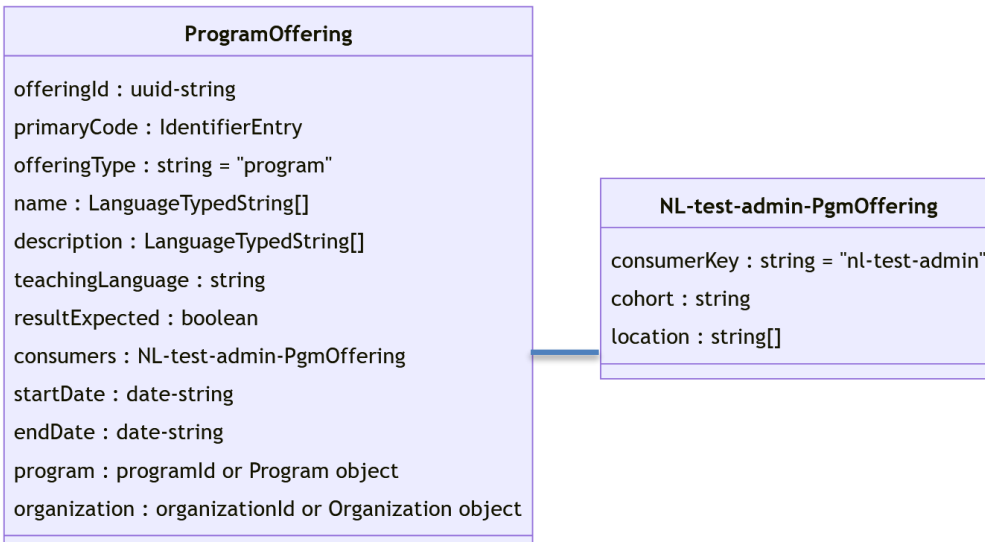 ProgramOffering
offeringId : uuid-string
primaryCode : IdentifierEntry
offeringType : string = "program"
name : LanguageTypedString[]
description : LanguageTypedString[]
teachingLanguage : string
resultExpected : boolean
consumers : NL-test-admin-PgmOffering
startDate : date-string
endDate : date-string
program : programId or Program object
organization : organizationId or Organization object
NL-test-admin-PgmOffering
consumerKey : string = "nl-test-admin"
cohort : string
location : string[]